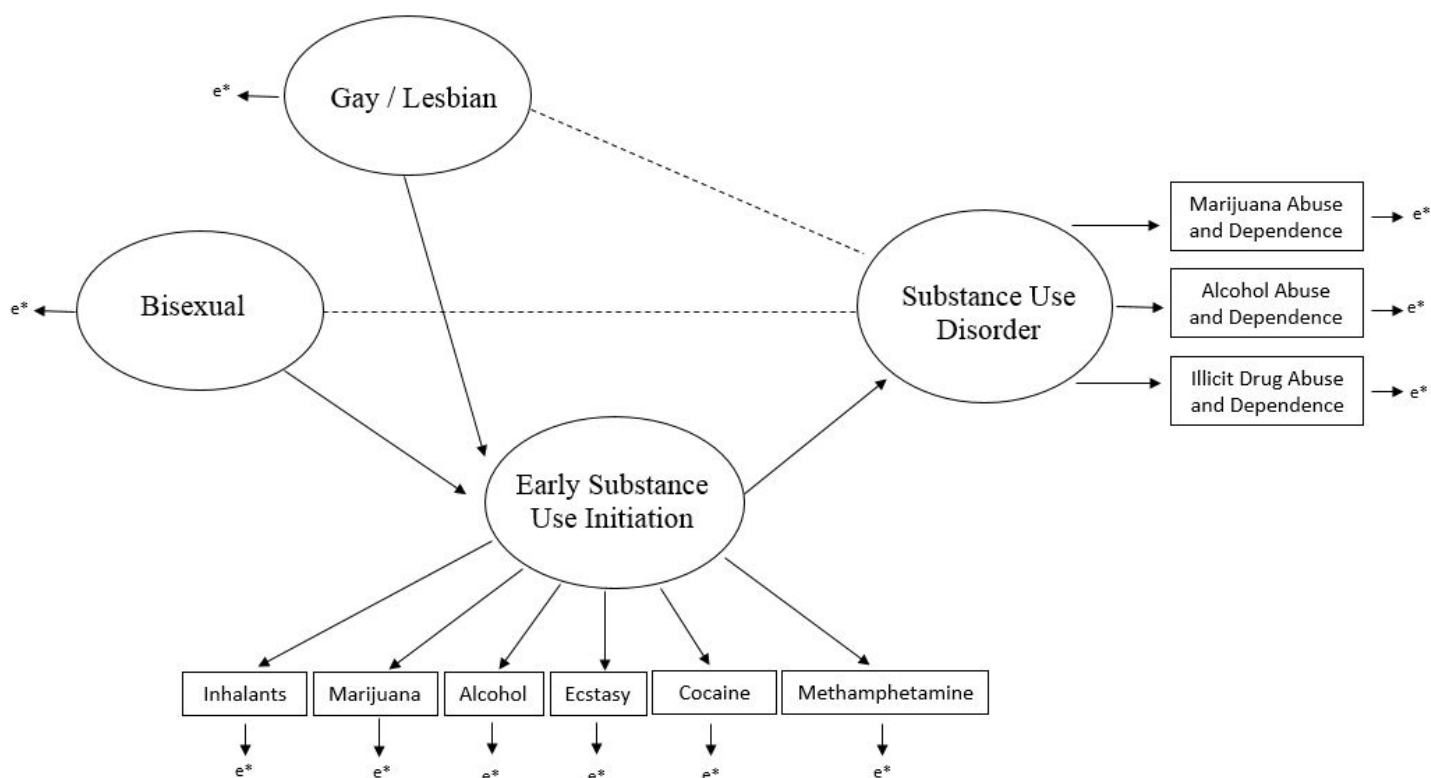 e*
Gay / Lesbian
e*
Bisexual
Substance Use
Disorder
Marijuana Abuse
and Dependence
e*
Alcohol Abuse
and Dependence
e*
Illicit Drug Abuse
and Dependence
e*
Early Substance
Use Initiation
Inhalants
Marijuana
Alcohol
Ecstasy
Cocaine
Methamphetamine
e*
e*
e*
e*
e*
e*